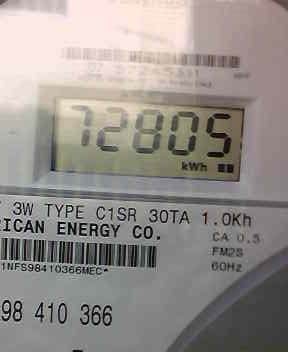 72805
kWh
3W TYPE C1SR 30TA 1.0Kh
RICAN ENERGY CO.
CA 0.5
FM2S
60Hz
1NFS98410366MEC*
98 410 366